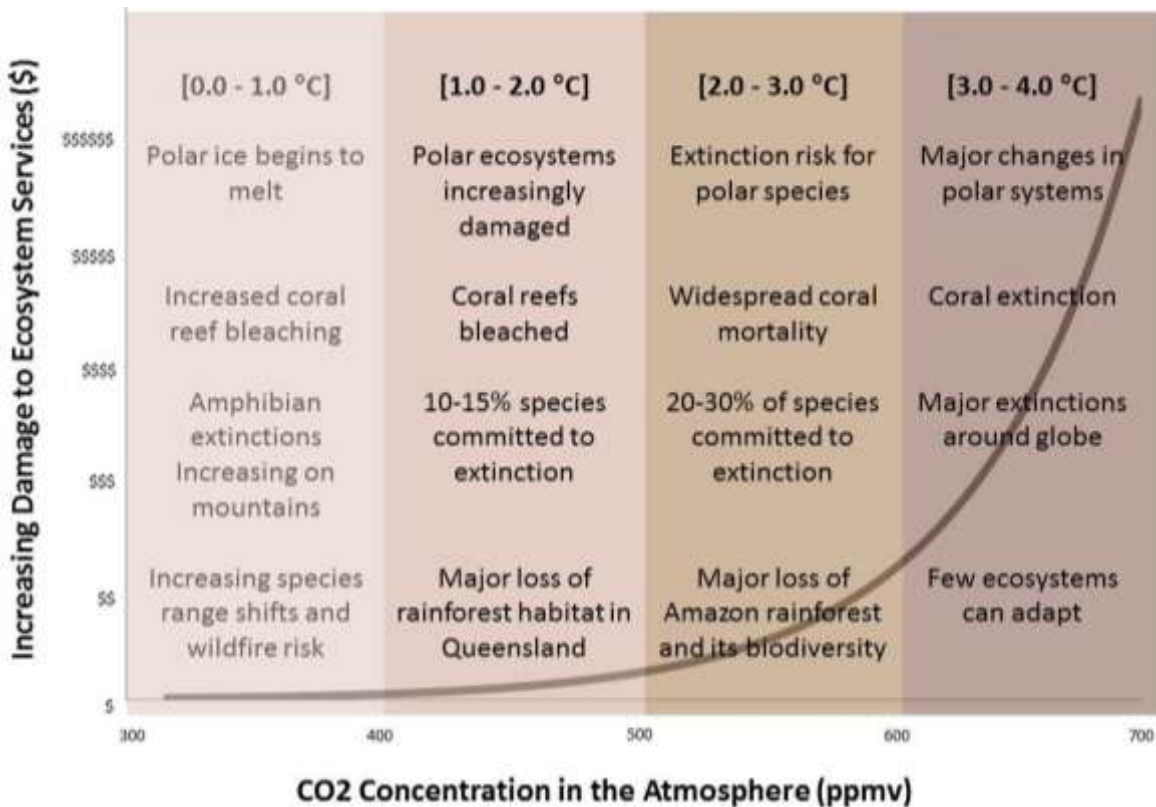 Increasing Damage to Ecosystem Services ($)
$$$$$$
$$$$$
$$$$
$$$
$$
$
[0.0 - 1.0 °C]
Polar ice begins to
melt
Increased coral
reef bleaching
Amphibian
extinctions
Increasing on
mountains
Increasing species
range shifts and
wildfire risk
[1.0 - 2.0 °C]
Polar ecosystems
increasingly
damaged
Coral reefs
bleached
10-15% species
committed to
extinction
Major loss of
rainforest habitat in
Queensland
[2.0 - 3.0 °C]
Extinction risk for
polar species
Widespread coral
mortality
20-30% of species
committed to
extinction
Major loss of
Amazon rainforest
and its biodiversity
[3.0 - 4.0 °C]
Major changes in
polar systems
Coral extinction
Major extinctions
around globe
Few ecosystems
can adapt
300
400
500
600
700
CO2 Concentration in the Atmosphere (ppmv)